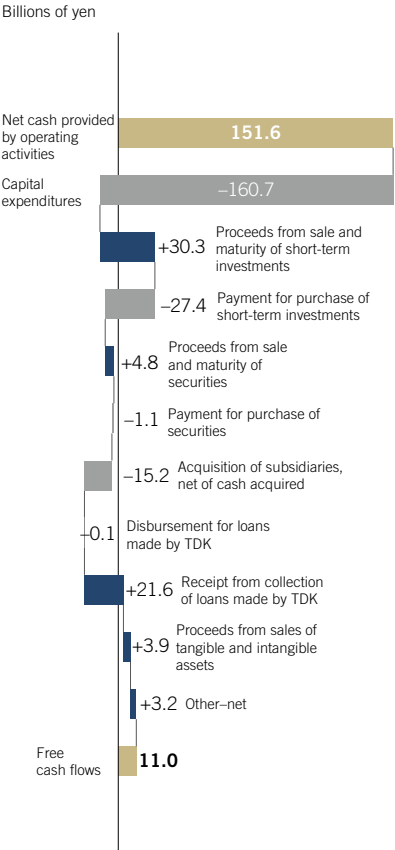 Billions of yen
Net cash provided
by operating
activities
151.6
Capital
expenditures
–160.7
+30.3
Proceeds from sale and
maturity of short-term
investments
–27.4
Payment for purchase of
short-term investments
+4.8
Proceeds from sale
and maturity of
securities
–1.1
Payment for purchase of
securities
–15.2
Acquisition of subsidiaries,
net of cash acquired
–0.1
Disbursement for loans
made by TDK
+21.6
Receipt from collection
of loans made by TDK
+3.9
Proceeds from sales of
tangible and intangible
assets
+3.2
Other–net
Free
cash flows
11.0